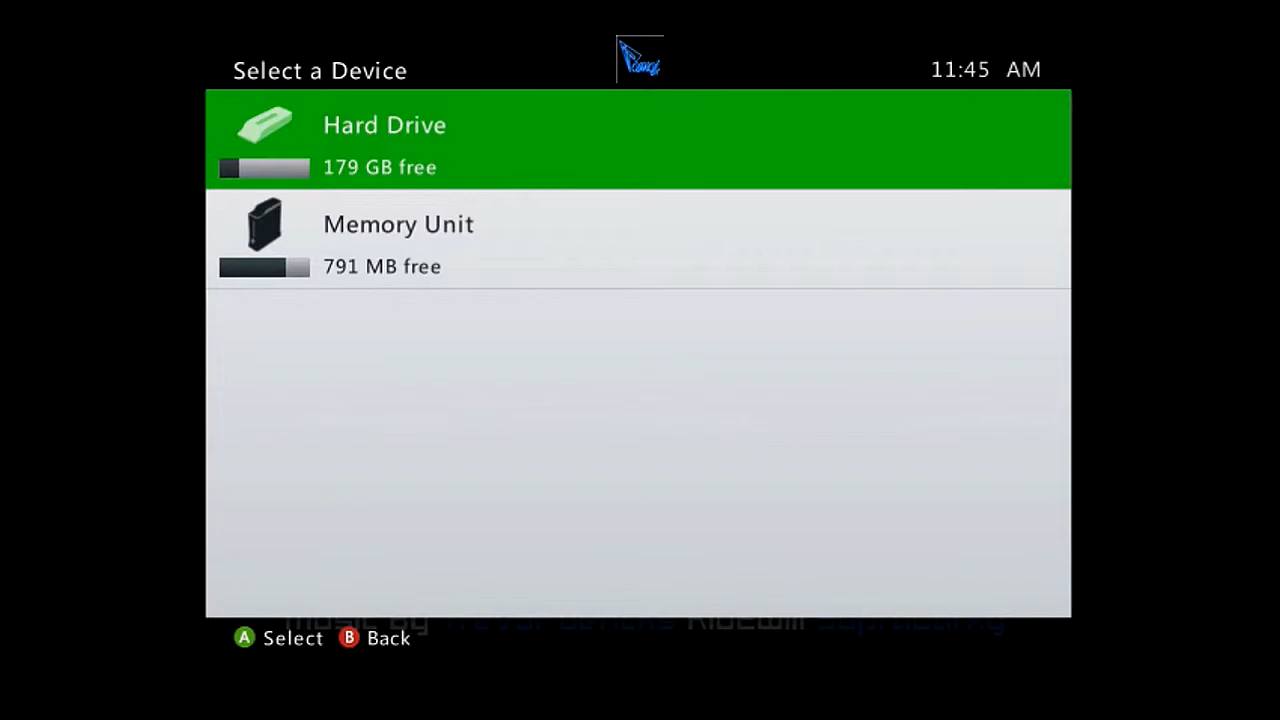 Select a Device
11:45 AM
Hard Drive
179 GB free
Memory Unit
791 MB free
A Select B Back